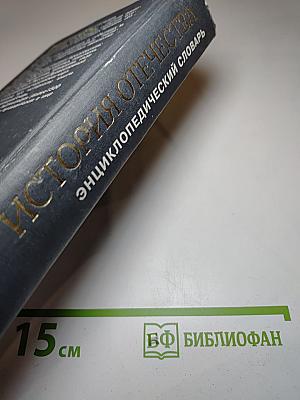 ИСТОРИЯ ОТЕЧЕСТВА
ЭНЦИКЛОПЕДИЧЕСКИЙ СЛОВАРЬ
15 см
БФ БИБЛИОФАН